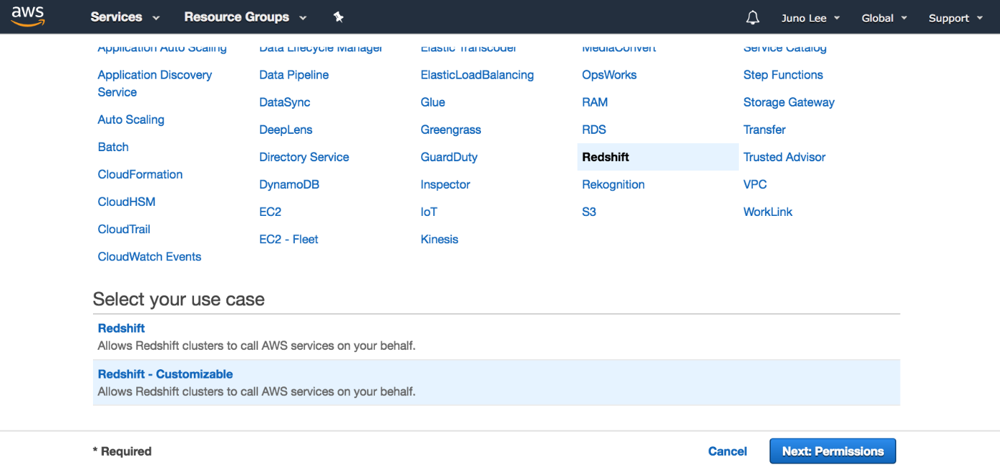 aws
Services
Resource Groups
Juno Lee
Global
Support
Application Auto Scaling
Data Lifecycle Manager
Elastic Transcoder
MediaConvert
Service Catalog
Application Discovery
Service
Data Pipeline
ElasticLoadBalancing
OpsWorks
Step Functions
DataSync
Glue
RAM
Storage Gateway
Auto Scaling
DeepLens
Greengrass
RDS
Transfer
Batch
Directory Service
GuardDuty
Redshift
Trusted Advisor
CloudFormation
DynamoDB
Inspector
Rekognition
VPC
CloudHSM
EC2
IoT
S3
WorkLink
CloudTrail
EC2 - Fleet
Kinesis
CloudWatch Events
Select your use case
Redshift
Allows Redshift clusters to call AWS services on your behalf.
Redshift - Customizable
Allows Redshift clusters to call AWS services on your behalf.
* Required
Cancel
Next: Permissions